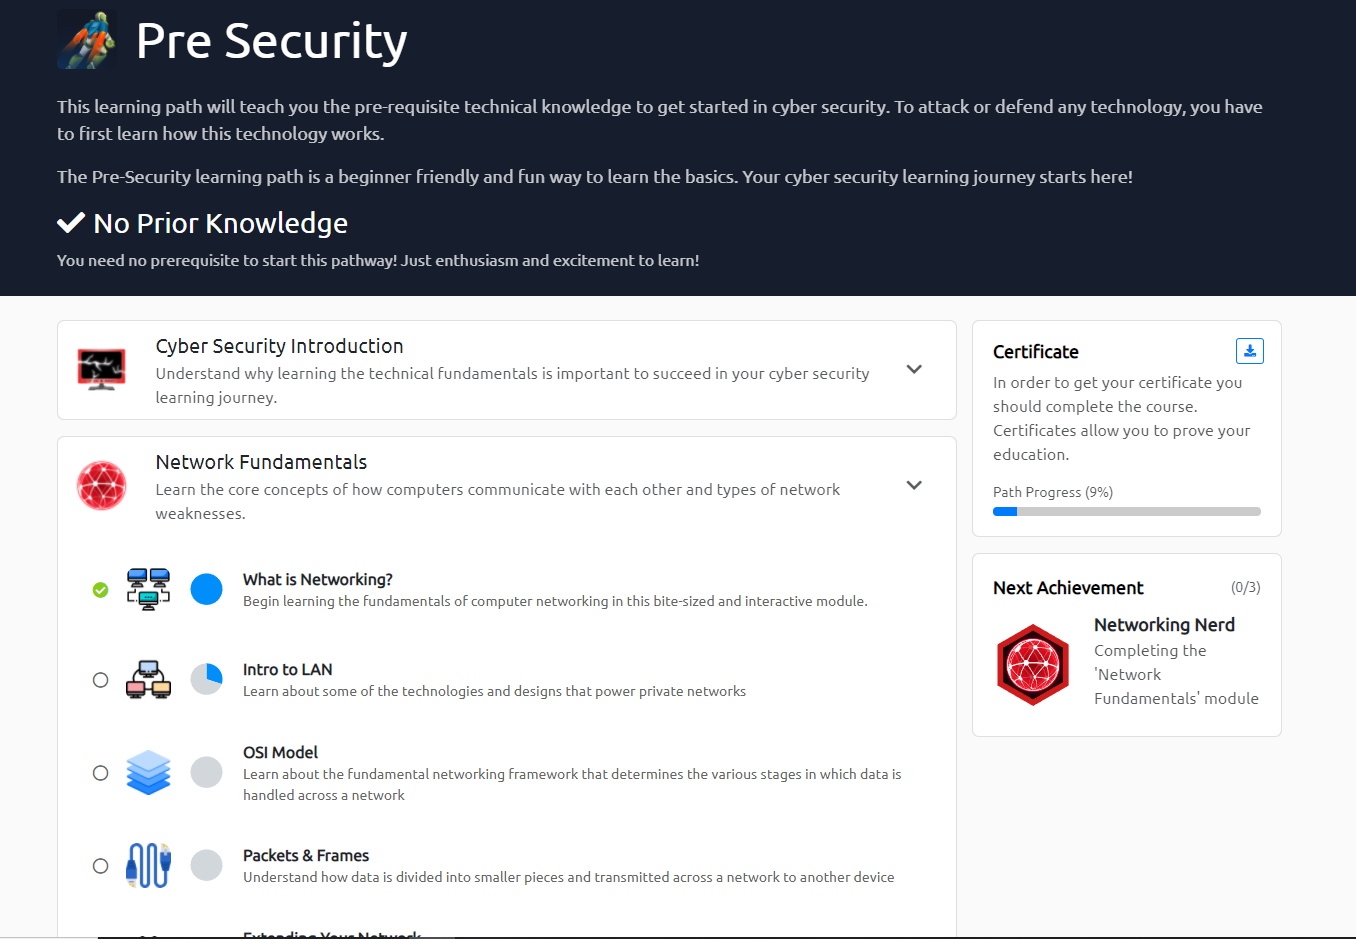 Pre Security
This learning path will teach you the pre-requisite technical knowledge to get started in cyber security. To attack or defend any technology, you have
to first learn how this technology works.
The Pre-Security learning path is a beginner friendly and fun way to learn the basics. Your cyber security learning journey starts here!
No Prior Knowledge
You need no prerequisite to start this pathway! Just enthusiasm and excitement to learn!
Cyber Security Introduction
Understand why learning the technical fundamentals is important to succeed in your cyber security
learning journey.
Network Fundamentals
Learn the core concepts of how computers communicate with each other and types of network
weaknesses.
What is Networking?
Begin learning the fundamentals of computer networking in this bite-sized and interactive module.
Intro to LAN
Learn about some of the technologies and designs that power private networks
OSI Model
Learn about the fundamental networking framework that determines the various stages in which data is
handled across a network
Packets & Frames
Understand how data is divided into smaller pieces and transmitted across a network to another device
Extending Your Network
Certificate
In order to get your certificate you
should complete the course.
Certificates allow you to prove your
education.
Path Progress (9%)
Next Achievement (0/3)
Networking Nerd
Completing the
'Network
Fundamentals' module